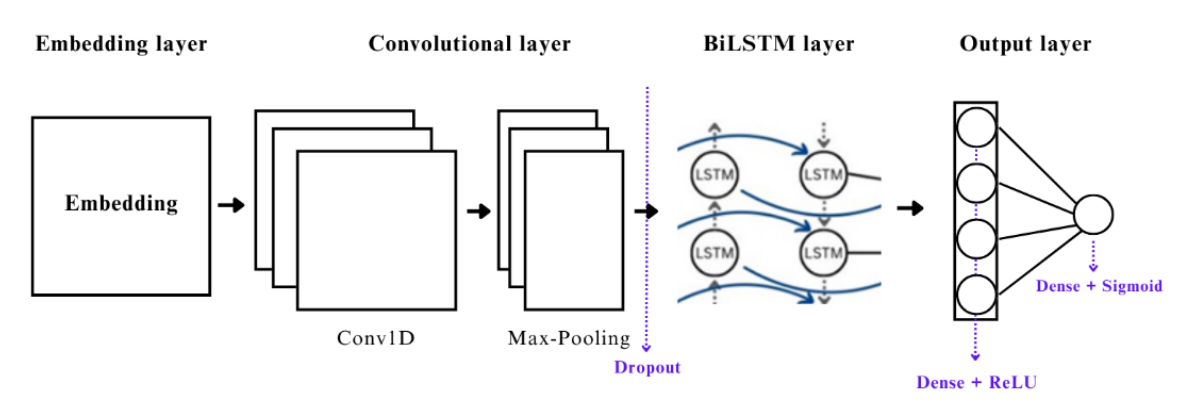 Embedding layer
Convolutional layer
BiLSTM layer
Output layer
Embedding
LSTM
LSTM
LSTM
LSTM
Conv1D
Max-Pooling
Dropout
Dense + Sigmoid
Dense + ReLU